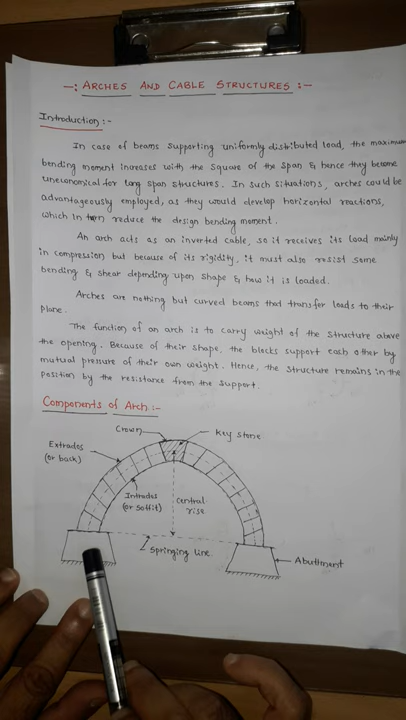 -: ARCHES AND CABLE STRUCTURES :-
Introduction :-
In case of beams supporting uniformly distributed load, the maximum
bending moment increases with the square of the span & hence they become
uneconomical for long span structures. In such situations, arches could be
advantageously employed, as they would develop horizontal reactions,
which in turn reduce the design bending moment.
An arch acts as an inverted cable, so it receives its load mainly
in compression but because of its rigidity, it must also resist some
bending & shear depending upon shape & how it is loaded.
Arches are nothing but curved beams that transfer loads to their
plane.
The function of an arch is to carry weight of the structure above
the opening. Because of their shape, the blocks support each other by
mutual pressure of their own weight. Hence, the structure remains in the
position by the resistance from the support.
Components of Arch :-
Crown
Key stone
Extrados
(or back)
Intrados
(or soffit)
Central
rise
Springing line
Abuttment